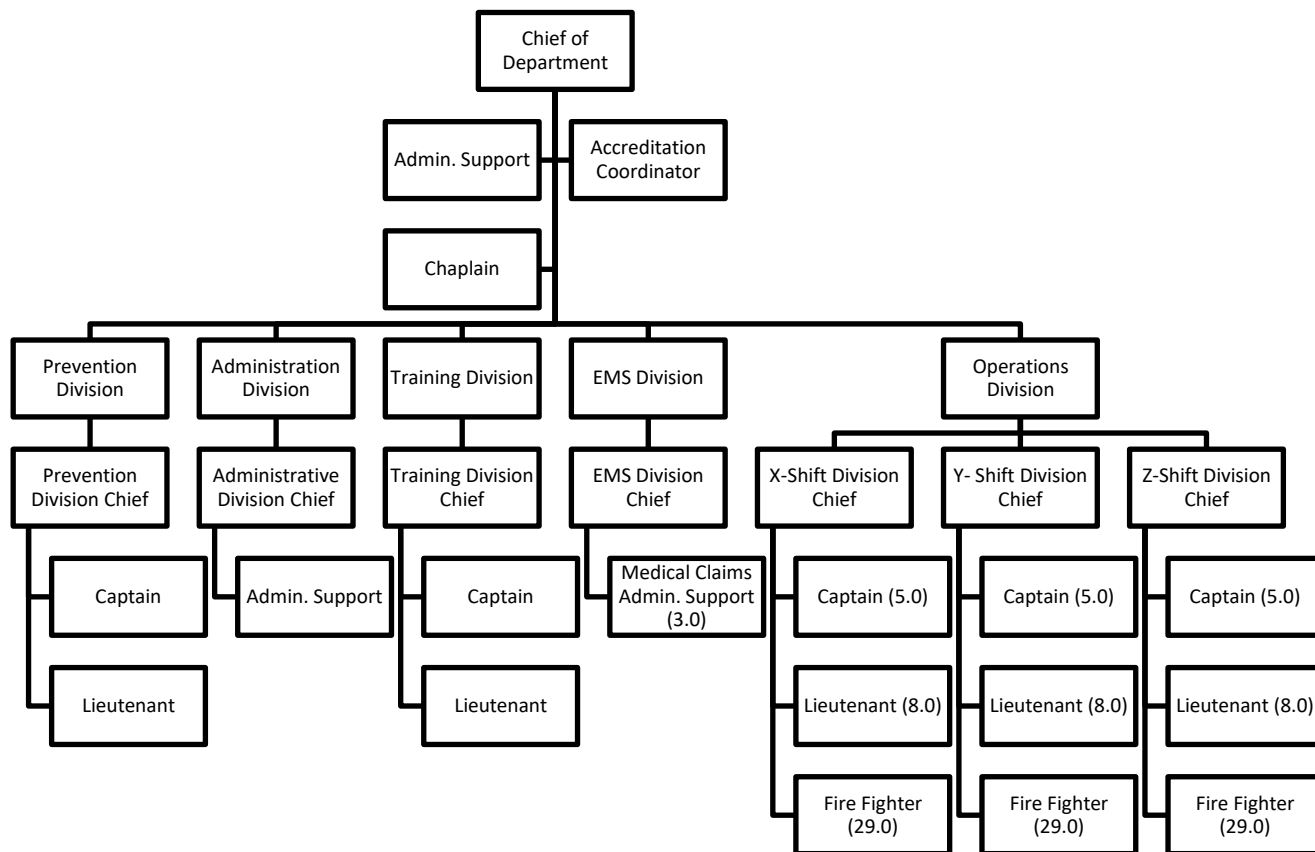 Chief of
Department
Admin. Support
Accreditation
Coordinator
Chaplain
Prevention
Division
Administration
Division
Training Division
EMS Division
Operations
Division
Prevention
Division Chief
Administrative
Division Chief
Training Division
Chief
EMS Division
Chief
X-Shift Division
Chief
Y- Shift Division
Chief
Z-Shift Division
Chief
Captain
Admin. Support
Captain
Medical Claims
Admin. Support
(3.0)
Captain (5.0)
Captain (5.0)
Captain (5.0)
Lieutenant
Lieutenant
Lieutenant (8.0)
Lieutenant (8.0)
Lieutenant (8.0)
Fire Fighter
(29.0)
Fire Fighter
(29.0)
Fire Fighter
(29.0)